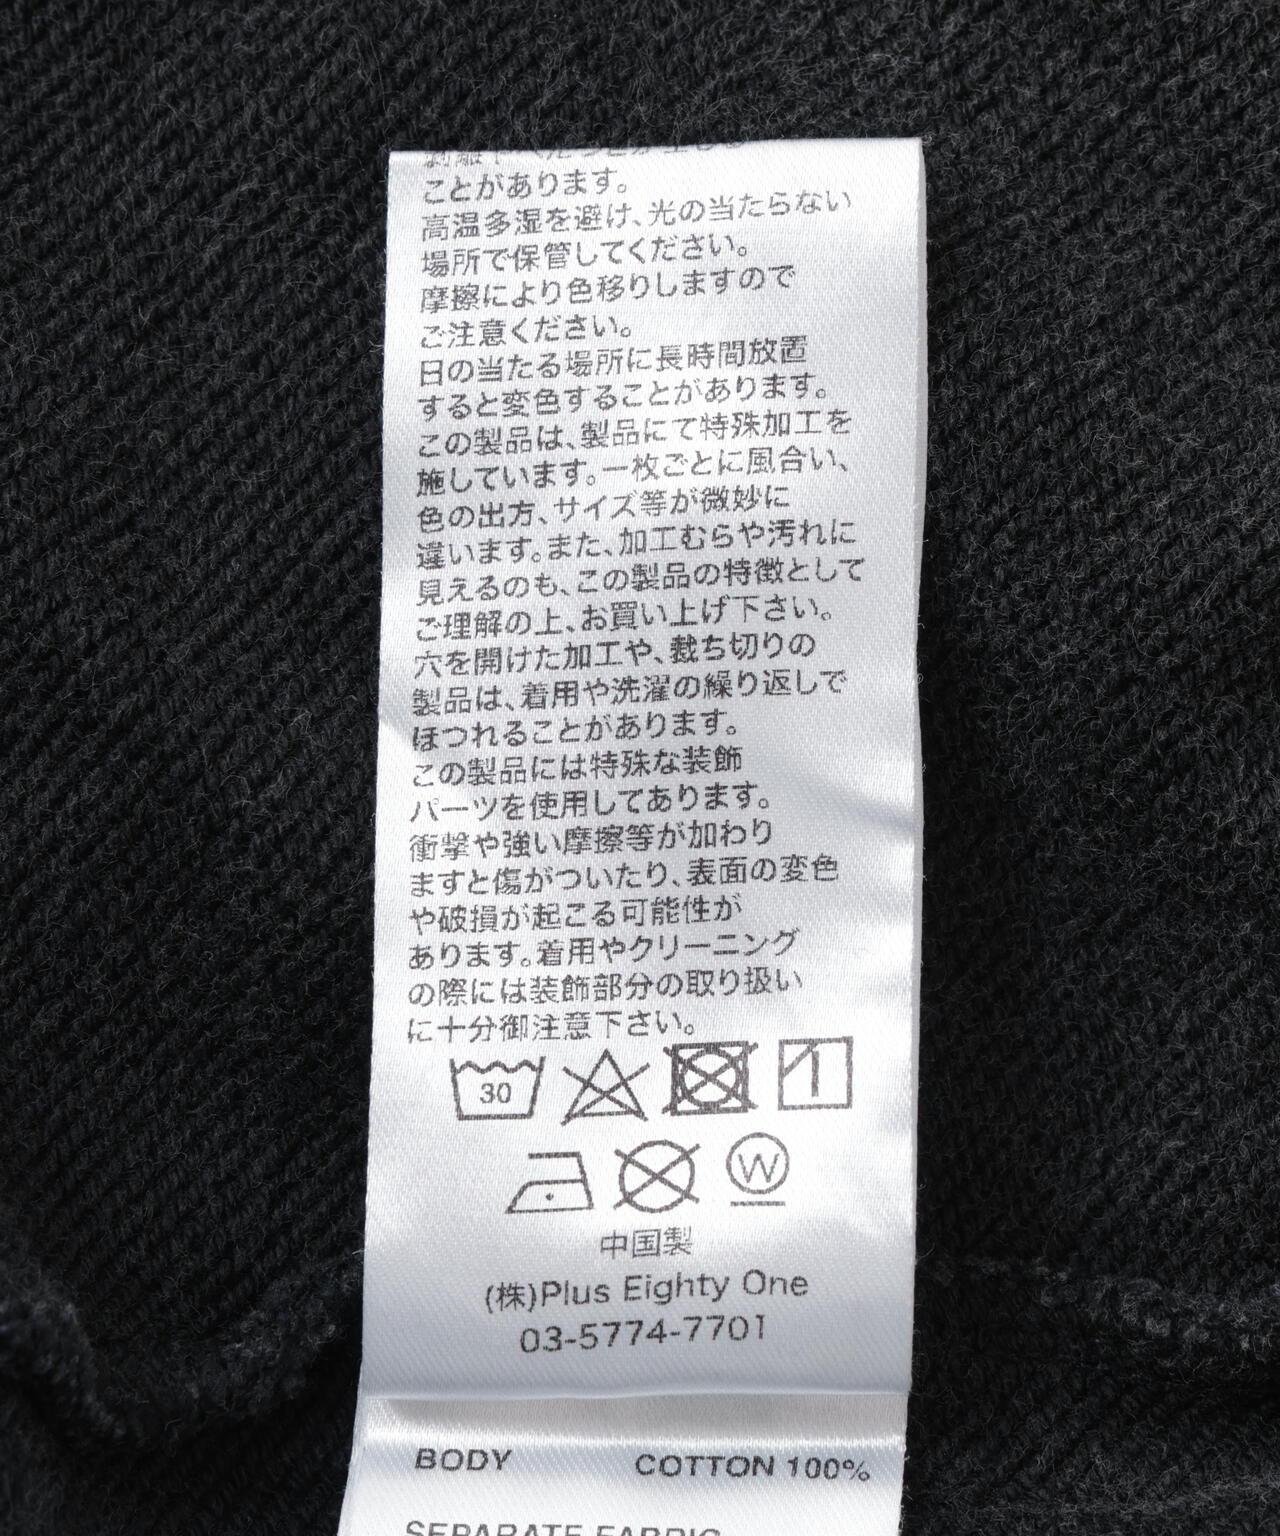 ことがあります。
高温多湿を避け、光の当たらない
場所で保管してください。
摩擦により色移りしますので
ご注意ください。
日の当たる場所に長時間放置
すると変色することがあります。
この製品は、製品にて特殊加工を
施しています。一枚ごとに風合い、
色の出方、サイズ等が微妙に
違います。また、加工むらや汚れに
見えるのも、この製品の特徴として
ご理解の上、お買い上げ下さい。
穴を開けた加工や、裁ち切りの
製品は、着用や洗濯の繰り返しで
ほつれることがあります。
この製品には特殊な装飾
パーツを使用してあります。
衝撃や強い摩擦等が加わり
ますと傷がついたり、表面の変色
や破損が起こる可能性が
あります。着用やクリーニング
の際には装飾部分の取り扱い
に十分御注意下さい。
30
W
中国製
(株)Plus Eighty One
03-5774-7701
BODY COTTON 100%
SEPARATE FABRIC